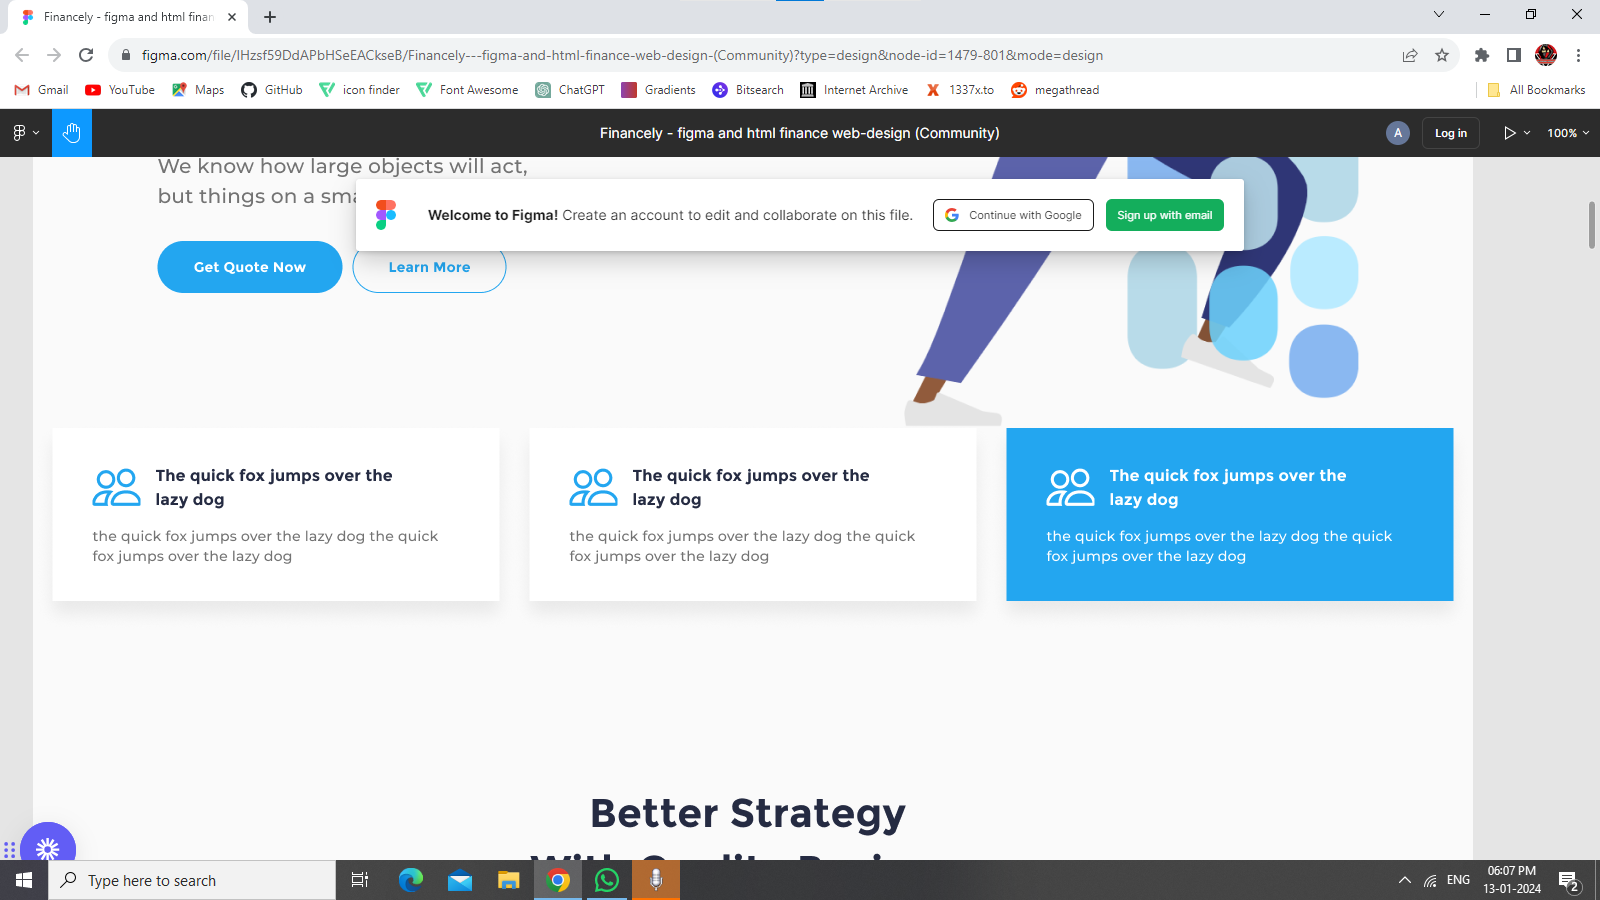 Financely - figma and html finan
figma.com/file/IHzsf59DdAPbHSeEACkseB/Financely---figma-and-html-finance-web-design-(Community)?type=design&node-id=1479-801&mode=design
Gmail YouTube Maps GitHub icon finder Font Awesome ChatGPT Gradients Bitsearch Internet Archive 1337x.to megathread All Bookmarks
Financely - figma and html finance web-design (Community)
A Log in 100%
We know how large objects will act,
but things on a sma
Welcome to Figma! Create an account to edit and collaborate on this file.
Continue with Google
Sign up with email
Get Quote Now
Learn More
The quick fox jumps over the
lazy dog
the quick fox jumps over the lazy dog the quick
fox jumps over the lazy dog
The quick fox jumps over the
lazy dog
the quick fox jumps over the lazy dog the quick
fox jumps over the lazy dog
The quick fox jumps over the
lazy dog
the quick fox jumps over the lazy dog the quick
fox jumps over the lazy dog
Better Strategy
With Quality
Type here to search
ENG
06:07 PM
13-01-2024
2